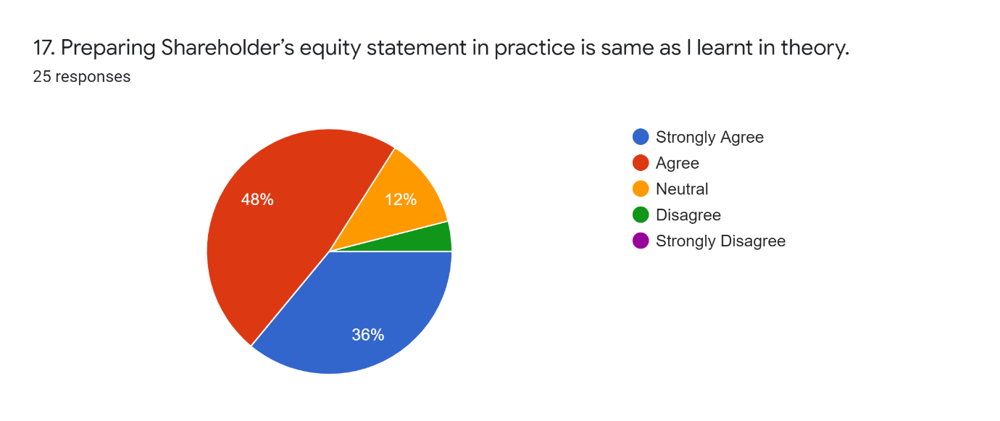 17. Preparing Shareholder’s equity statement in practice is same as I learnt in theory.
25 responses
48%
12%
36%
Strongly Agree
Agree
Neutral
Disagree
Strongly Disagree